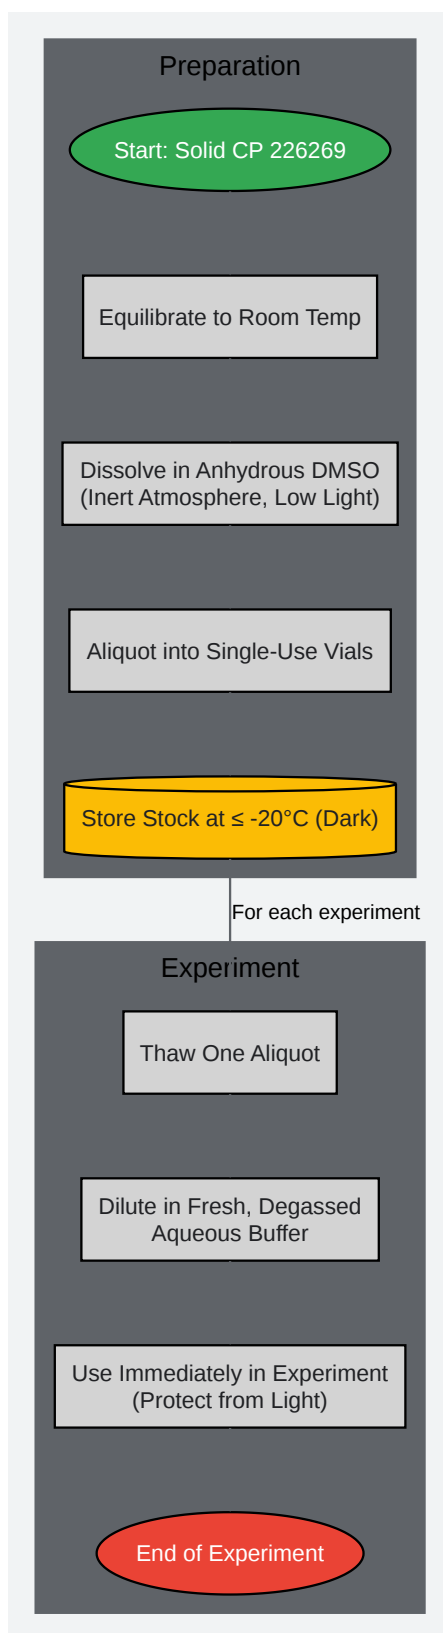 Preparation
Start: Solid CP 226269
Equilibrate to Room Temp
Dissolve in Anhydrous DMSO
(Inert Atmosphere, Low Light)
Aliquot into Single-Use Vials
Store Stock at ≤ -20°C (Dark)
For each experiment
Experiment
Thaw One Aliquot
Dilute in Fresh, Degassed
Aqueous Buffer
Use Immediately in Experiment
(Protect from Light)
End of Experiment